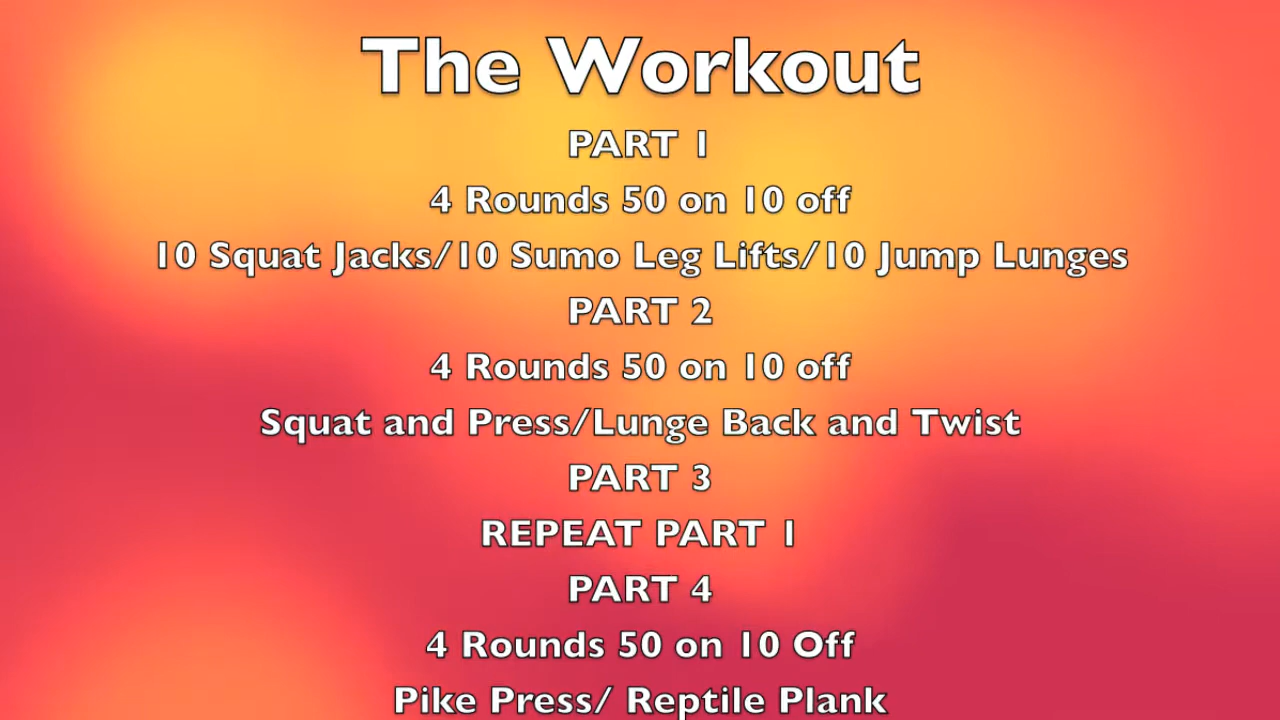 The Workout
PART 1
4 Rounds 50 on 10 off
10 Squat Jacks/10 Sumo Leg Lifts/10 Jump Lunges
PART 2
4 Rounds 50 on 10 off
Squat and Press/Lunge Back and Twist
PART 3
REPEAT PART 1
PART 4
4 Rounds 50 on 10 Off
Pike Press/ Reptile Plank